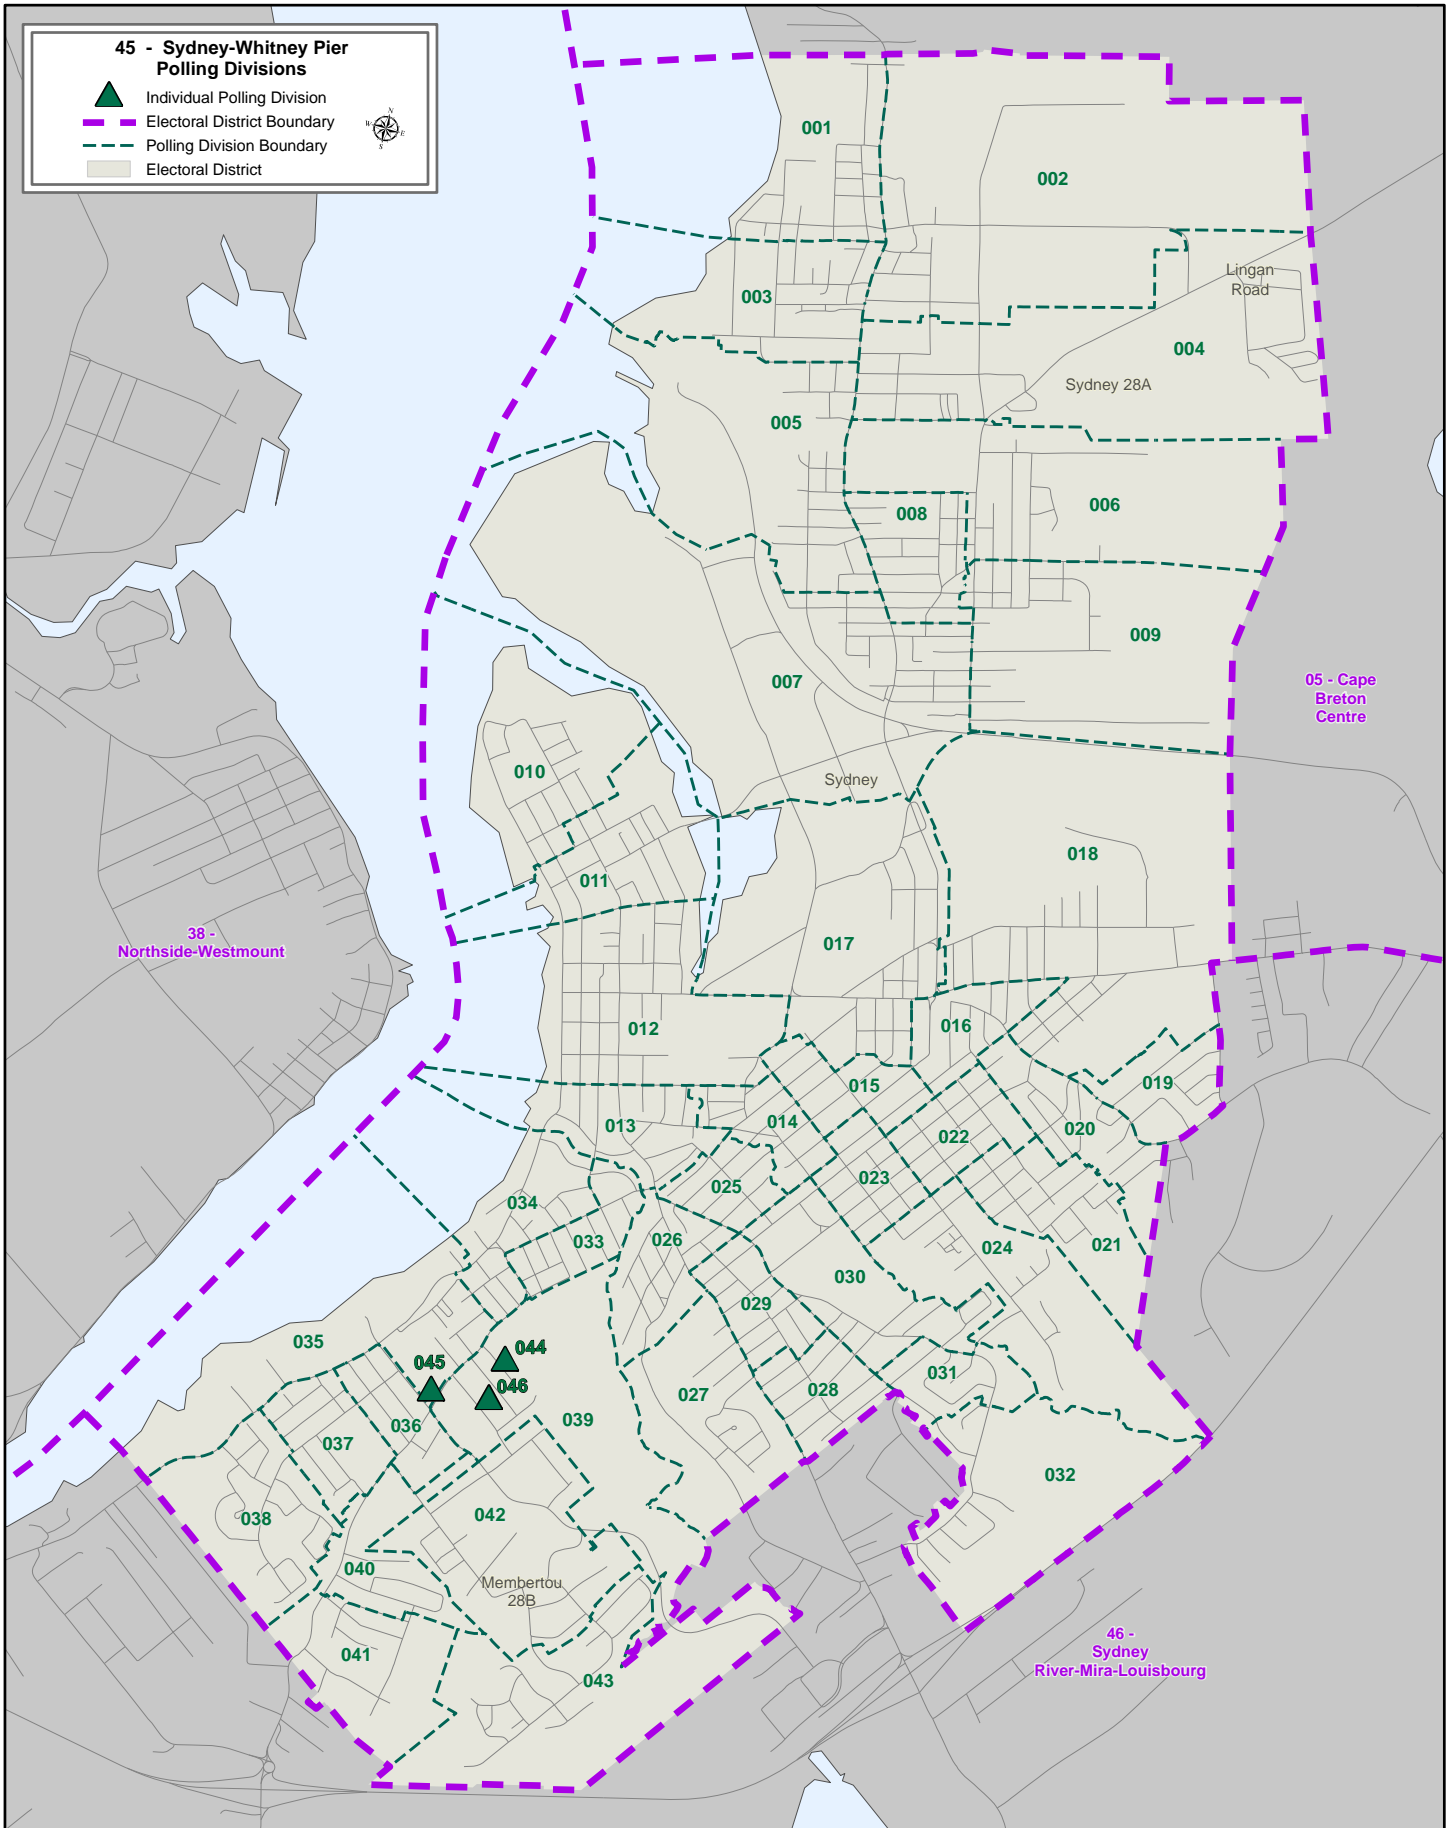 45 - Sydney-Whitney Pier
Polling Divisions
Individual Polling Division
Electoral District Boundary
Polling Division Boundary
Electoral District
N
W
E
S
001
002
Lingan
Road
003
004
Sydney 28A
005
006
008
009
007
05 - Cape
Breton
Centre
010
Sydney
018
011
38 -
Northside-Westmount
017
012
016
015
019
014
013
020
022
023
025
034
033
026
024
021
030
029
035
044
045
046
031
028
027
036
039
037
032
042
038
040
Membertou
28B
041
043
46 -
Sydney
River-Mira-Louisbourg